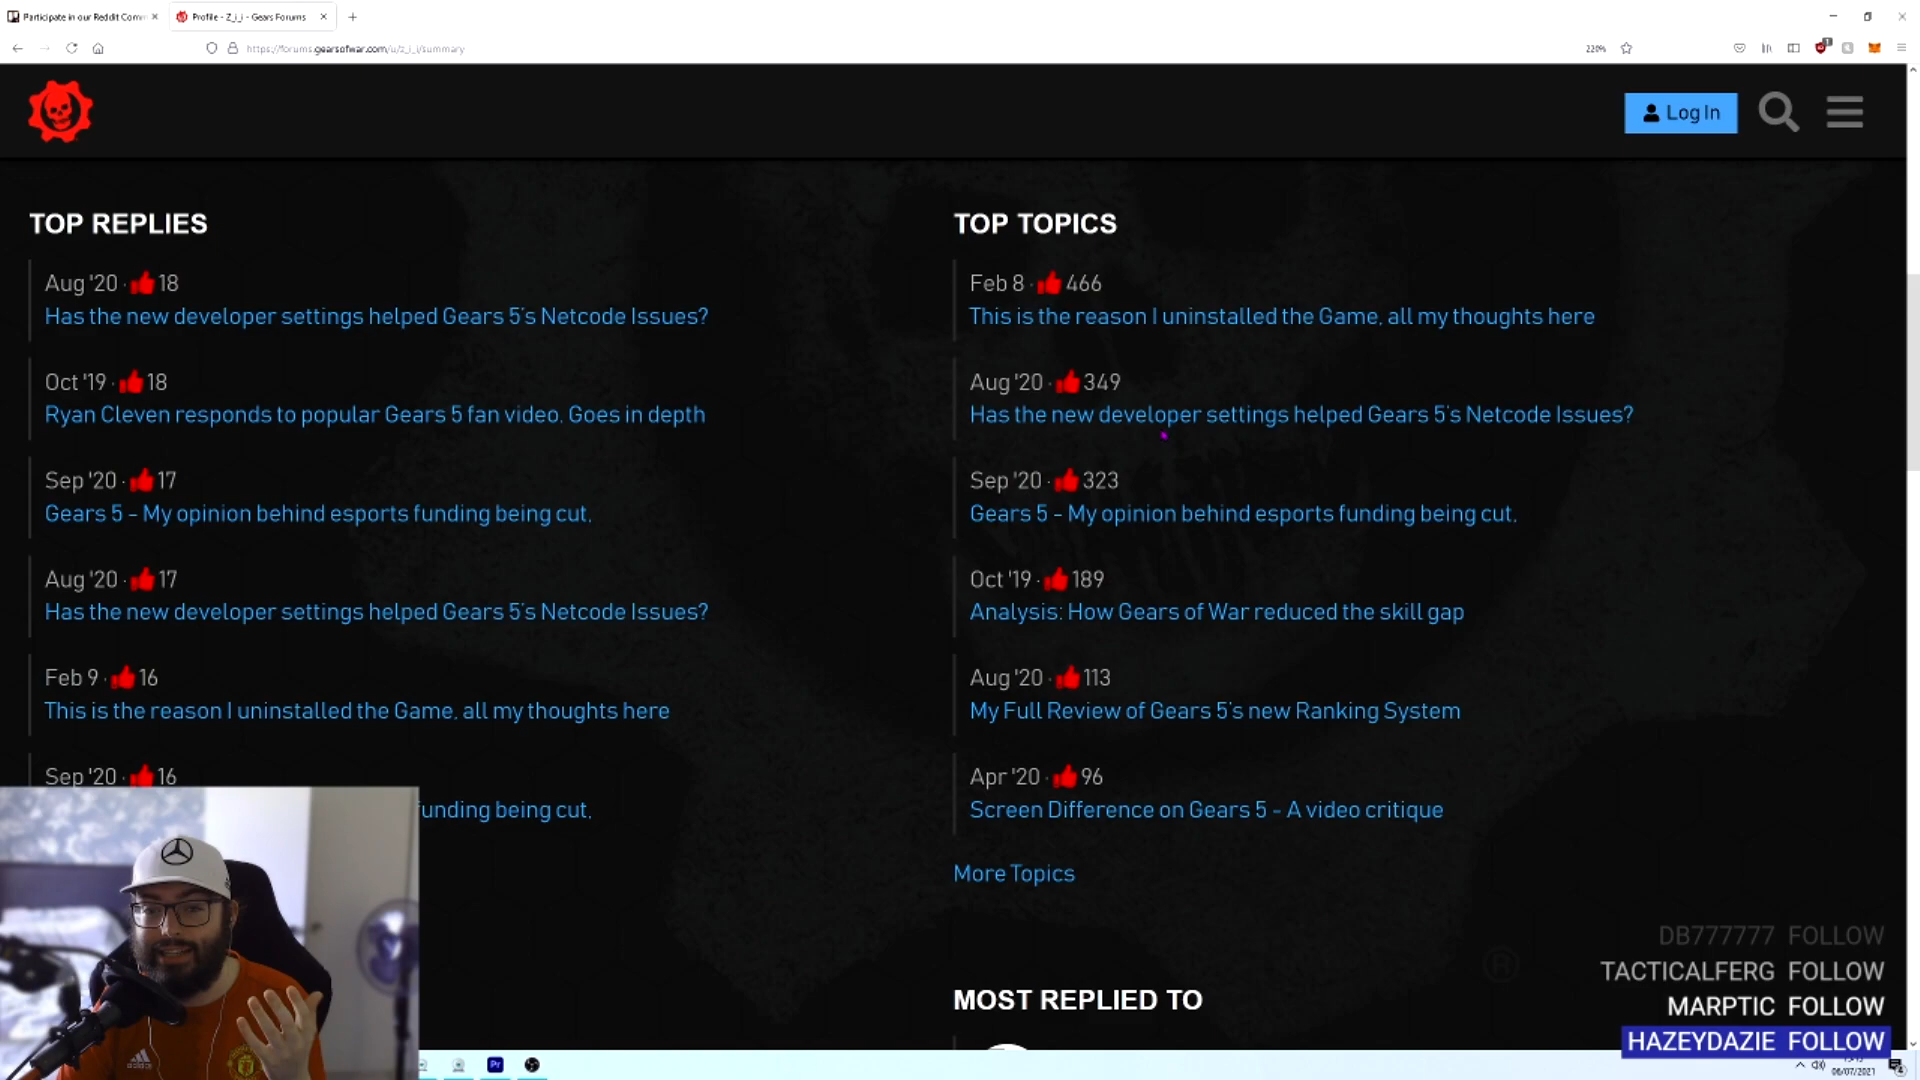 Participate in our Reddit Comm
Profile - Z_i_i - Gears Forums
https://forums.gearsofwar.com/u/z_i_i/summary
220%
Log In
TOP REPLIES
Aug '20 · 18
Has the new developer settings helped Gears 5's Netcode Issues?
Oct '19 · 18
Ryan Cleven responds to popular Gears 5 fan video. Goes in depth
Sep '20 · 17
Gears 5 - My opinion behind esports funding being cut.
Aug '20 · 17
Has the new developer settings helped Gears 5's Netcode Issues?
Feb 9 · 16
This is the reason I uninstalled the Game, all my thoughts here
Sep '20 · 16
funding being cut.
TOP TOPICS
Feb 8 · 466
This is the reason I uninstalled the Game, all my thoughts here
Aug '20 · 349
Has the new developer settings helped Gears 5's Netcode Issues?
Sep '20 · 323
Gears 5 - My opinion behind esports funding being cut.
Oct '19 · 189
Analysis: How Gears of War reduced the skill gap
Aug '20 · 113
My Full Review of Gears 5's new Ranking System
Apr '20 · 96
Screen Difference on Gears 5 - A video critique
More Topics
MOST REPLIED TO
DB777777 FOLLOW
TACTICALFERG FOLLOW
MARPTIC FOLLOW
HAZEYDAZIE FOLLOW
adidas
Pr
06/07/2021